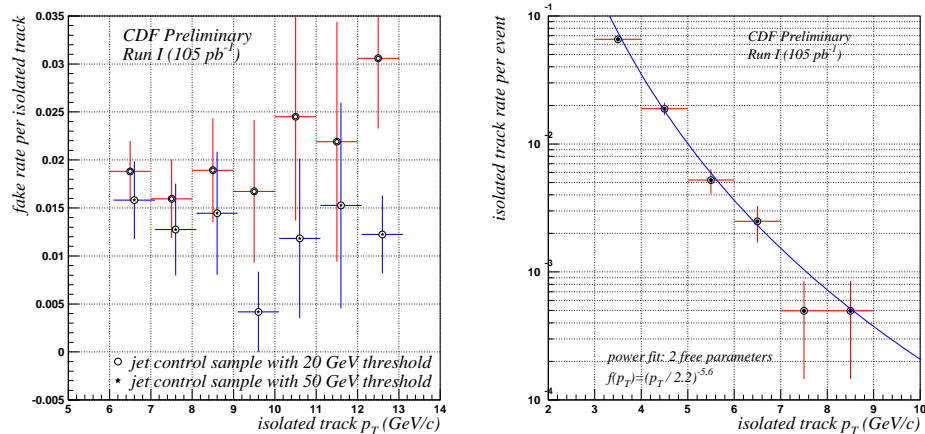 fake rate per isolated track
0.035
0.03
0.025
0.02
0.015
0.01
0.005
0
-0.005
CDF Preliminary
Run I (105 pb⁻¹)
jet control sample with 20 GeV threshold
jet control sample with 50 GeV threshold
5 6 7 8 9 10 11 12 13 14
isolated track p_T (GeV/c)
isolated track rate per event
10⁻¹
10⁻²
10⁻³
10⁻⁴
CDF Preliminary
Run I (105 pb⁻¹)
power fit: 2 free parameters
f(p_T)=(p_T / 2.2)⁻⁵·⁶
2 3 4 5 6 7 8 9 10
isolated track p_T (GeV/c)